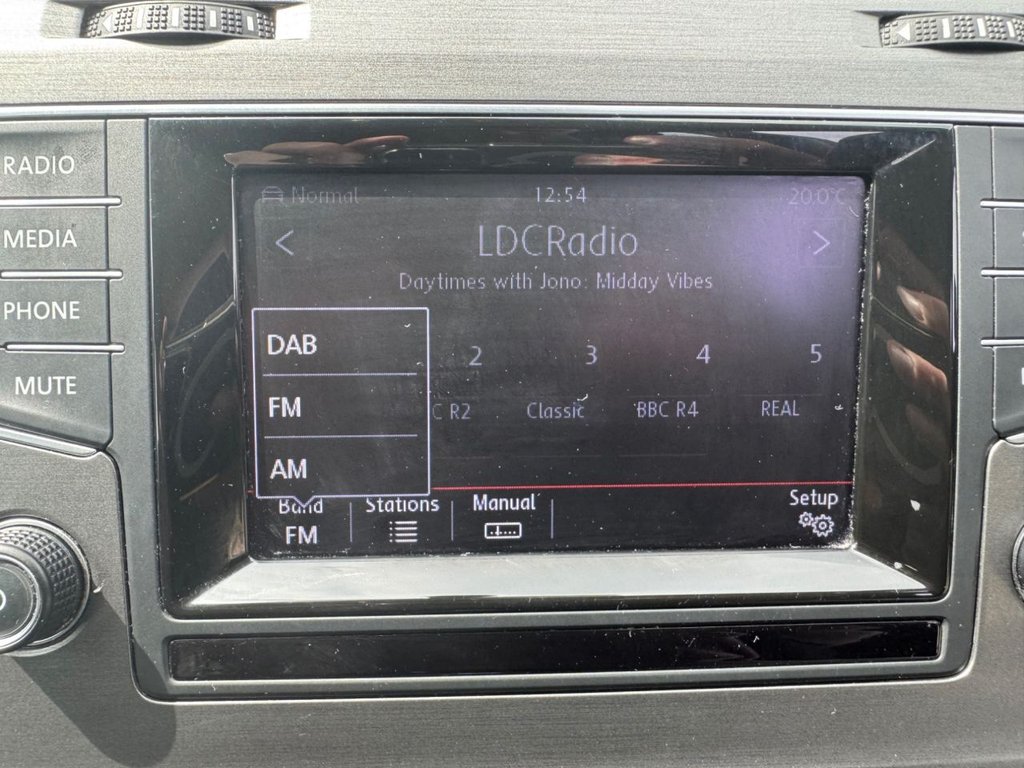 RADIO
MEDIA
PHONE
MUTE
Normal 12:54 20.0°C
< LDCRadio >
Daytimes with Jono: Midday Vibes
DAB
FM
AM
2 3 4 5
C R2 Classic BBC R4 REAL
Band Stations Manual Setup
FM